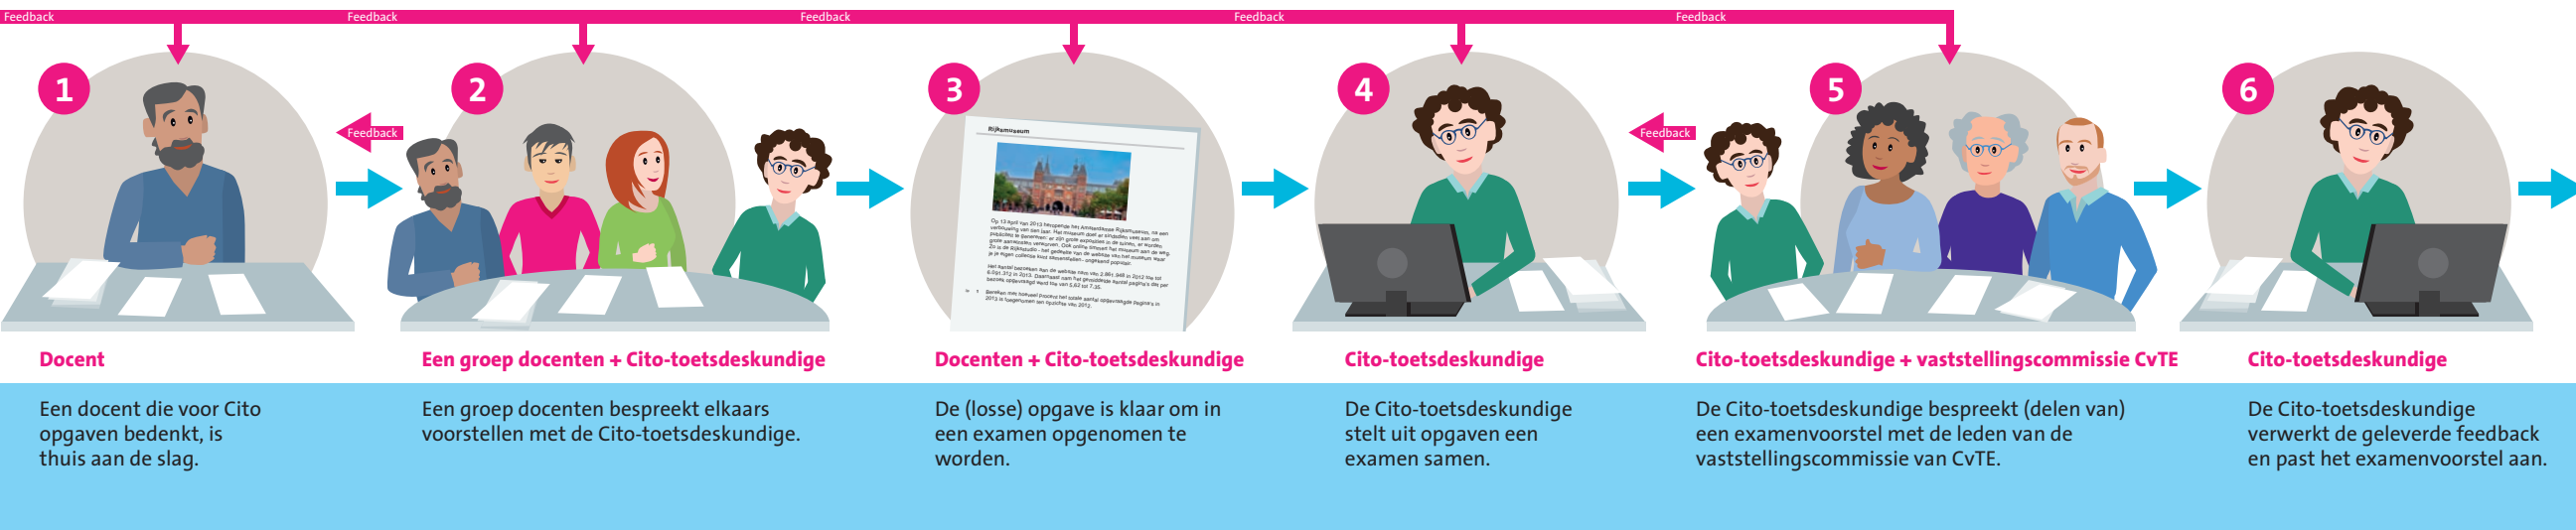 Feedback Feedback Feedback Feedback Feedback
1
2
3
4
5
6
Feedback
Feedback
Rijksmuseum
Docent
Een docent die voor Cito
opgaven bedenkt, is
thuis aan de slag.
Een groep docenten + Cito-toetsdeskundige
Een groep docenten bespreekt elkaars
voorstellen met de Cito-toetsdeskundige.
Docenten + Cito-toetsdeskundige
De (losse) opgave is klaar om in
een examen opgenomen te
worden.
Cito-toetsdeskundige
De Cito-toetsdeskundige
stelt uit opgaven een
examen samen.
Cito-toetsdeskundige + vaststellingscommissie CvTE
De Cito-toetsdeskundige bespreekt (delen van)
een examenvoorstel met de leden van de
vaststellingscommissie van CvTE.
Cito-toetsdeskundige
De Cito-toetsdeskundige
verwerkt de geleverde feedback
en past het examenvoorstel aan.